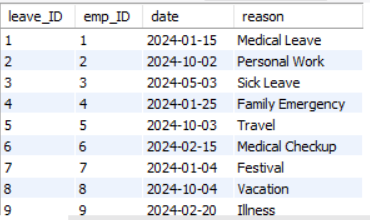 leave_ID emp_ID date reason
1 1 2024-01-15 Medical Leave
2 2 2024-10-02 Personal Work
3 3 2024-05-03 Sick Leave
4 4 2024-01-25 Family Emergency
5 5 2024-10-03 Travel
6 6 2024-02-15 Medical Checkup
7 7 2024-01-04 Festival
8 8 2024-10-04 Vacation
9 9 2024-02-20 Illness